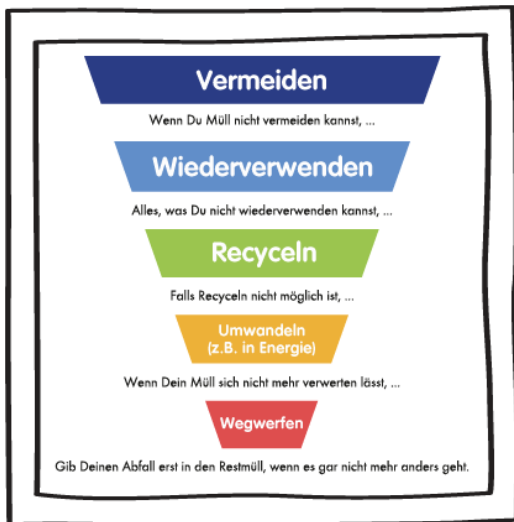 Vermeiden
Wenn Du Müll nicht vermeiden kannst, ...
Wiederverwenden
Alles, was Du nicht wiederverwenden kannst, ...
Recyceln
Falls Recyceln nicht möglich ist, ...
Umwandeln
(z.B. in Energie)
Wenn Dein Müll sich nicht mehr verwerten lässt, ...
Wegwerfen
Gib Deinen Abfall erst in den Restmüll, wenn es gar nicht mehr anders geht.